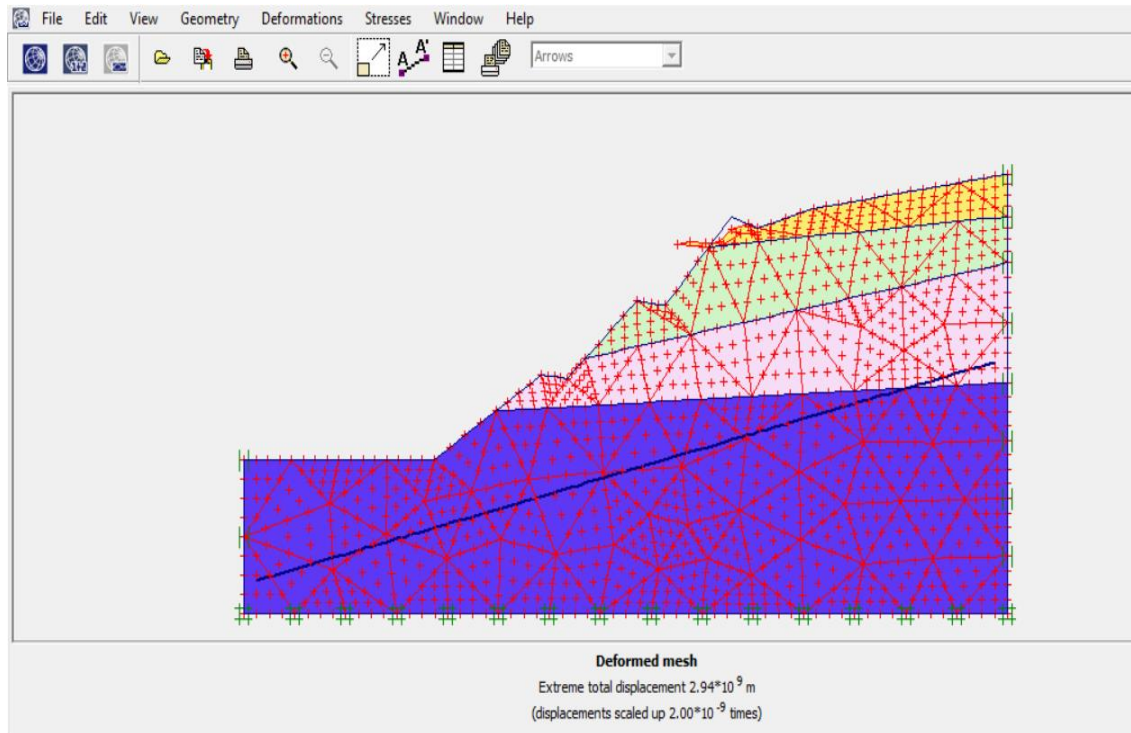 File Edit View Geometry Deformations Stresses Window Help
A A' Arrows
Deformed mesh
Extreme total displacement 2.94*10 9 m
(displacements scaled up 2.00*10 -9 times)